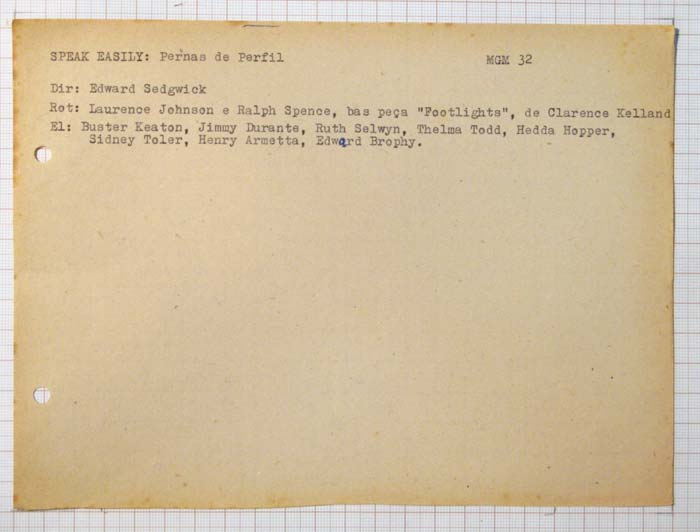 SPEAK EASILY: Pernas de Perfil MGM 32
Dir: Edward Sedgwick
Rot: Laurence Johnson e Ralph Spence, bas peça "Footlights", de Clarence Kelland
El: Buster Keaton, Jimmy Durante, Ruth Selwyn, Thelma Todd, Hedda Hopper,
Sidney Toler, Henry Armetta, Edward Brophy.